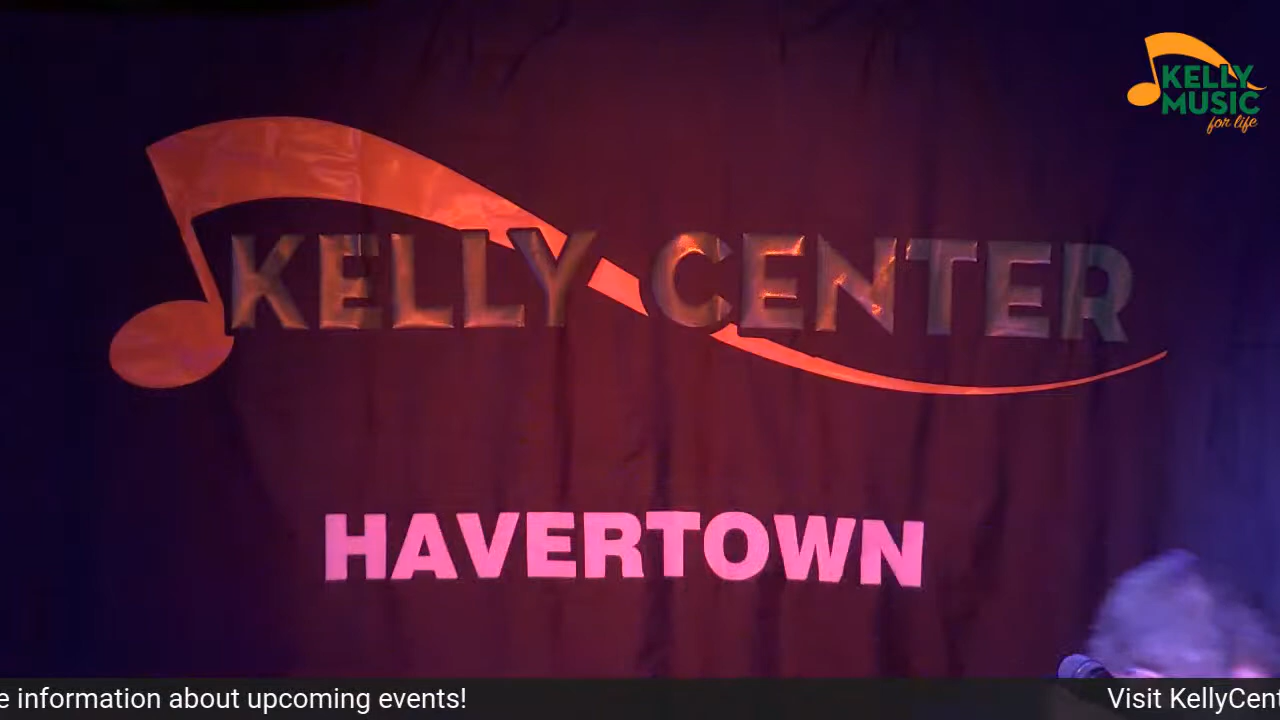 KELLY
MUSIC
for life
KELLY CENTER
HAVERTOWN
e information about upcoming events!
Visit KellyCent